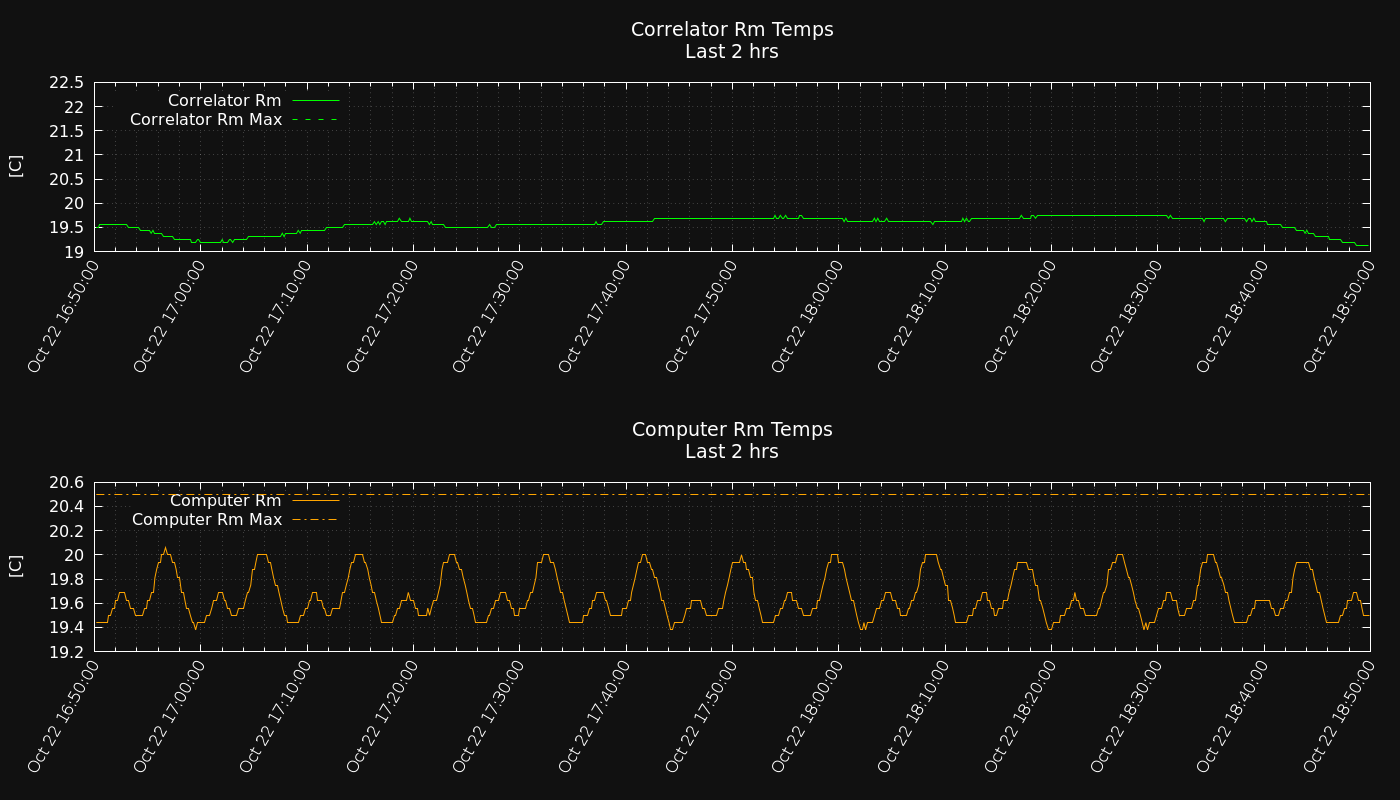 Correlator Rm Temps
Last 2 hrs
22.5
22
21.5
21
20.5
20
19.5
19
[C]
Correlator Rm
Correlator Rm Max
Oct 22 16:50:00
Oct 22 17:00:00
Oct 22 17:10:00
Oct 22 17:20:00
Oct 22 17:30:00
Oct 22 17:40:00
Oct 22 17:50:00
Oct 22 18:00:00
Oct 22 18:10:00
Oct 22 18:20:00
Oct 22 18:30:00
Oct 22 18:40:00
Oct 22 18:50:00
Computer Rm Temps
Last 2 hrs
20.6
20.4
20.2
20
19.8
19.6
19.4
19.2
[C]
Computer Rm
Computer Rm Max
Oct 22 16:50:00
Oct 22 17:00:00
Oct 22 17:10:00
Oct 22 17:20:00
Oct 22 17:30:00
Oct 22 17:40:00
Oct 22 17:50:00
Oct 22 18:00:00
Oct 22 18:10:00
Oct 22 18:20:00
Oct 22 18:30:00
Oct 22 18:40:00
Oct 22 18:50:00